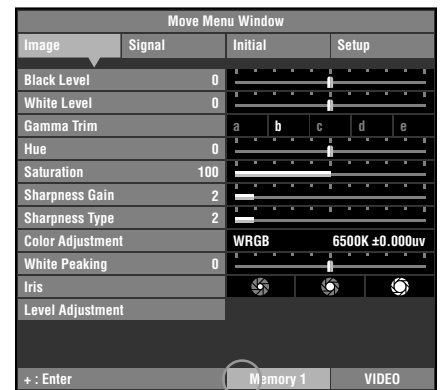 Move Menu Window
Image Signal Initial Setup
Black Level 0
White Level 0
Gamma Trim a b c d e
Hue 0
Saturation 100
Sharpness Gain 2
Sharpness Type 2
Color Adjustment WRGB 6500K ±0.000uv
White Peaking 0
Iris
Level Adjustment
+ : Enter Memory 1 VIDEO